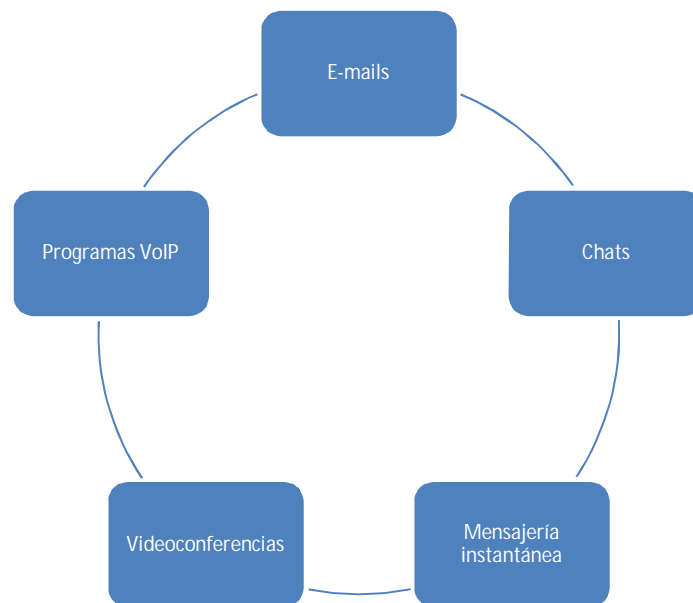 E-mails
Chats
Mensajería
instantánea
Videoconferencias
Programas VoIP